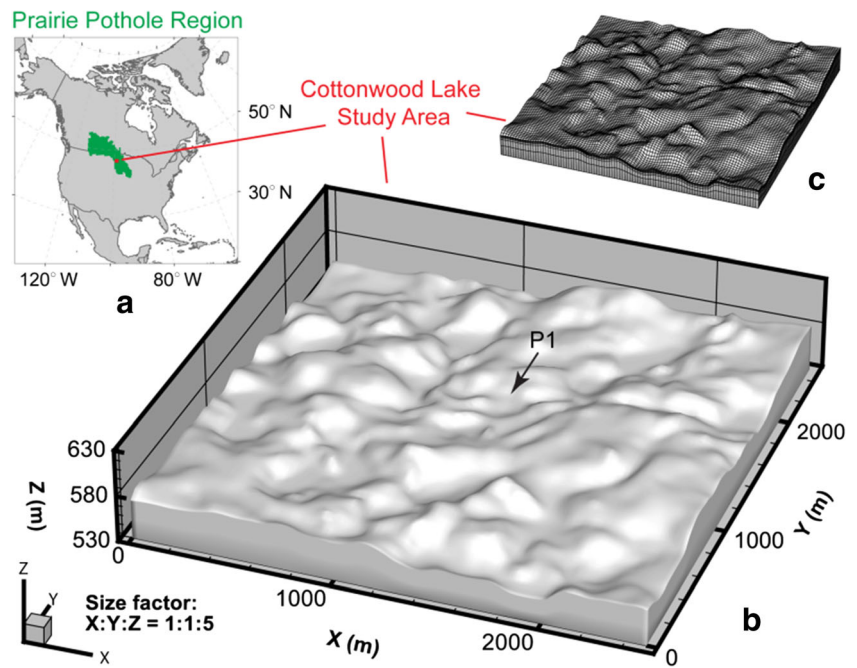 Prairie Pothole Region
Cottonwood Lake
Study Area
50° N
30° N
120° W
80° W
a
c
P1
630
580
530
Z (m)
0
1000
2000
X (m)
0
1000
2000
Y (m)
Z
Y
X
Size factor:
X:Y:Z = 1:1:5
b